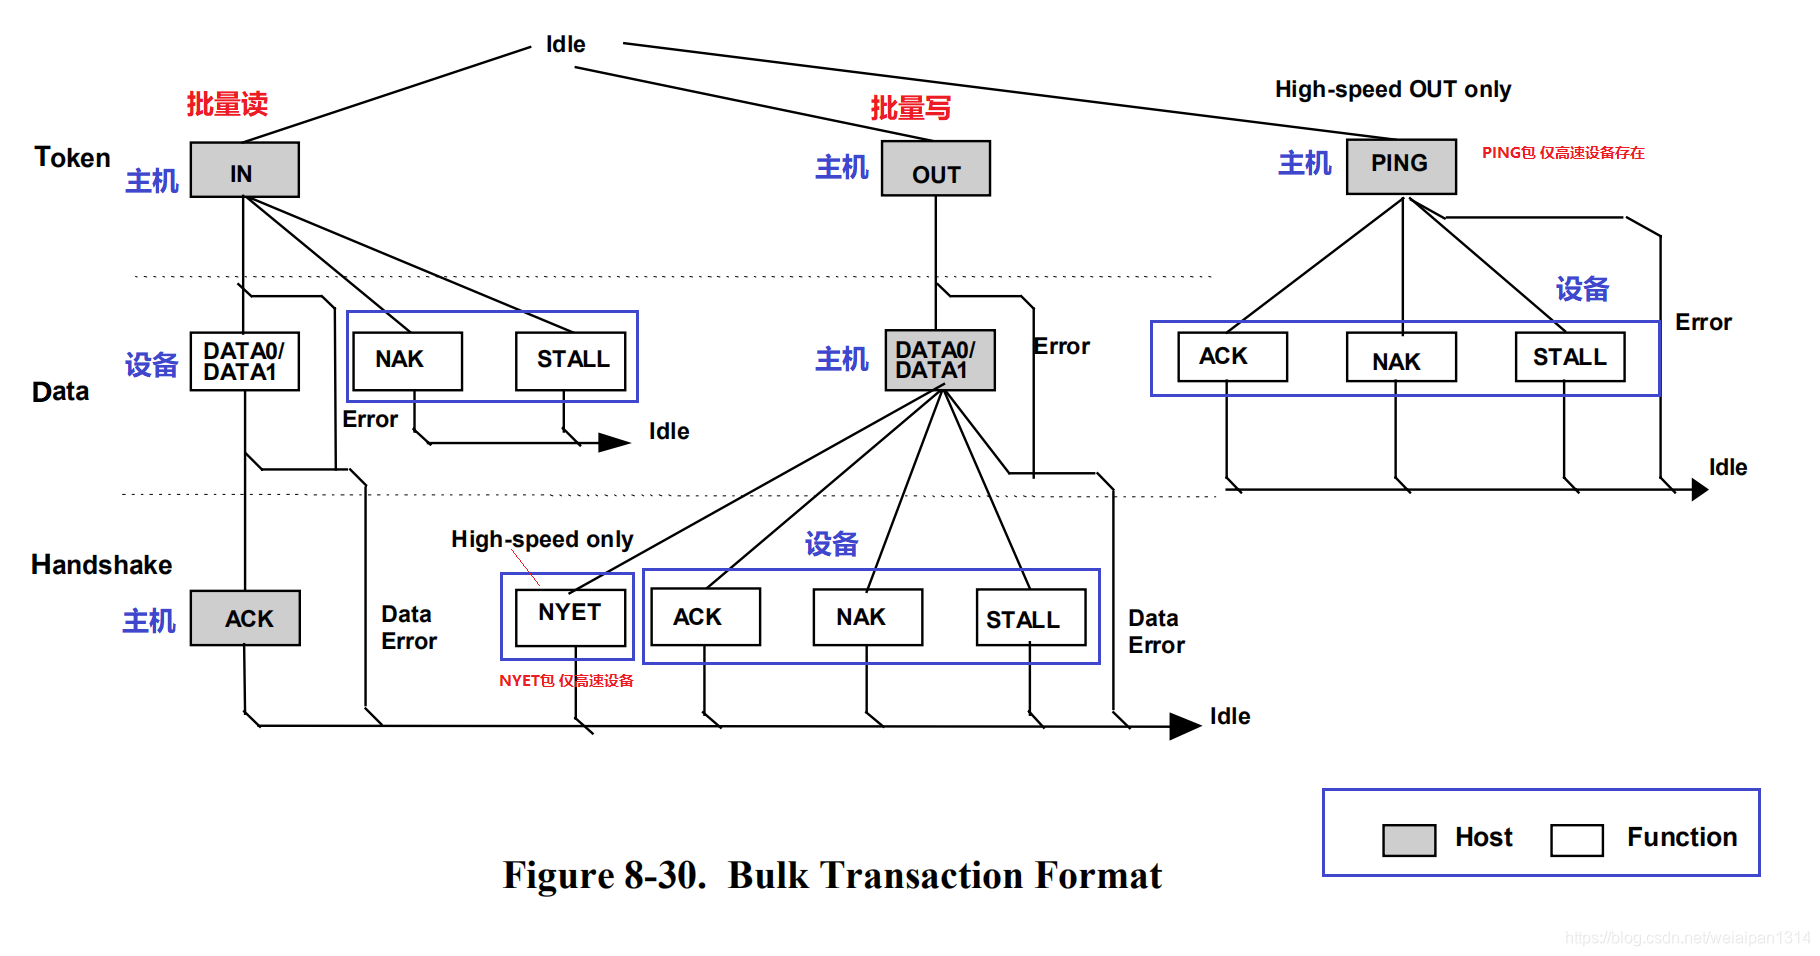 Idle
High-speed OUT only
批量读
批量写
Token
主机
IN
主机
OUT
主机
PING
PING包 仅高速设备存在
设备
Error
设备
DATA0/
DATA1
NAK
STALL
主机
DATA0/
DATA1
Error
ACK
NAK
STALL
Data
Error
Idle
Idle
High-speed only
设备
Handshake
主机
ACK
Data
Error
NYET
ACK
NAK
STALL
Data
Error
NYET包 仅高速设备
Idle
Host
Function
Figure 8-30. Bulk Transaction Format
https://blog.csdn.net/weiaipan1314